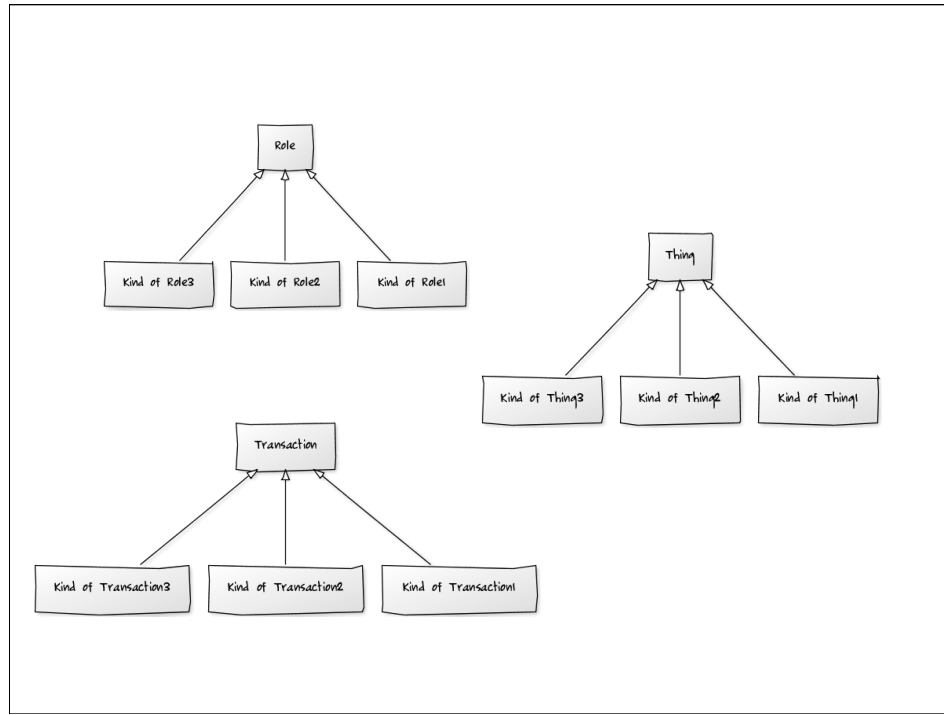 Role
Kind of Role3
Kind of Role2
Kind of Role1
Thing
Kind of Thing3
Kind of Thing2
Kind of Thing1
Transaction
Kind of Transaction3
Kind of Transaction2
Kind of Transaction1